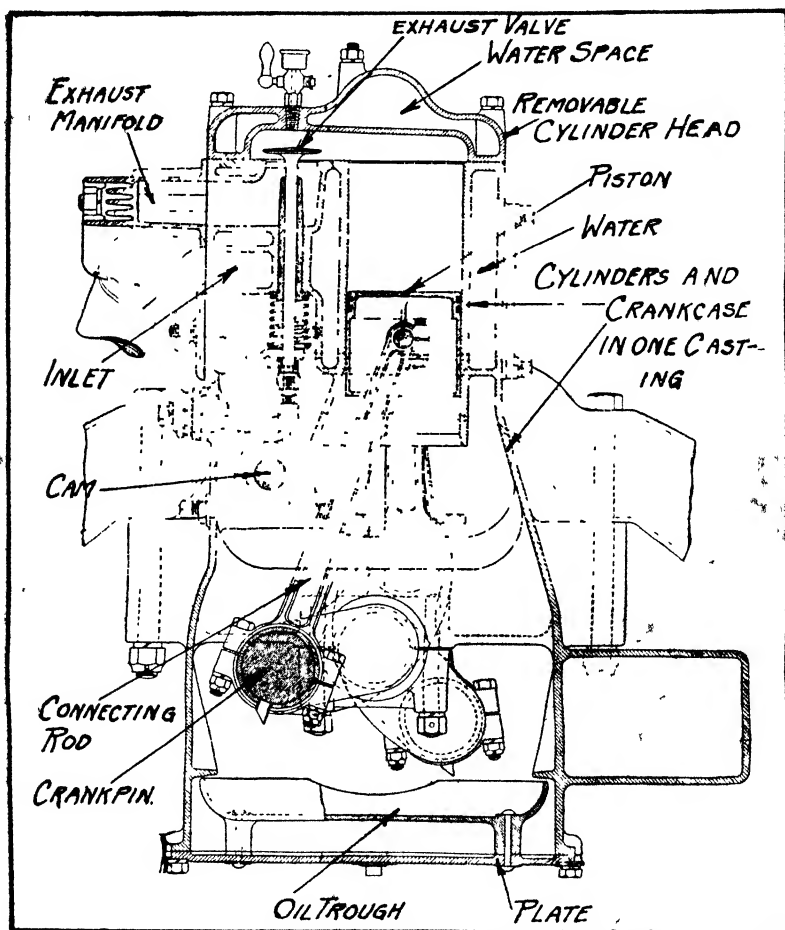 EXHAUST VALVE
WATER SPACE
EXHAUST
MANIFOLD
REMOVABLE
CYLINDER HEAD
PISTON
WATER
CYLINDERS AND
CRANKCASE
IN ONE CAST-
ING
INLET
CAM
CONNECTING
ROD
CRANKPIN.
OIL TROUGH
PLATE